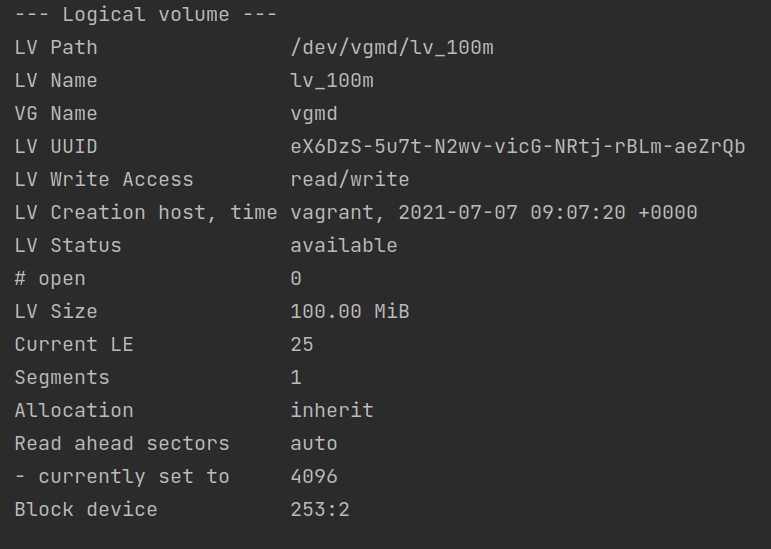 --- Logical volume ---
LV Path                /dev/vgmd/lv_100m
LV Name                lv_100m
VG Name                vgmd
LV UUID                eX6DzS-5u7t-N2wv-vicG-NRtj-rBLm-aeZrQb
LV Write Access        read/write
LV Creation host, time vagrant, 2021-07-07 09:07:20 +0000
LV Status              available
# open                 0
LV Size                100.00 MiB
Current LE             25
Segments               1
Allocation             inherit
Read ahead sectors     auto
- currently set to     4096
Block device           253:2